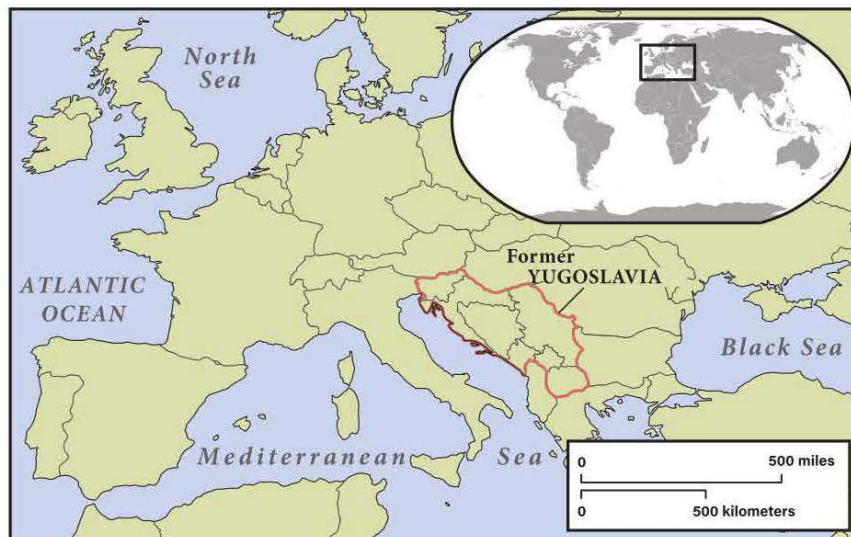 North
Sea
ATLANTIC
OCEAN
Former
YUGOSLAVIA
Black Sea
Mediterranean Sea
0 500 miles
0 500 kilometers